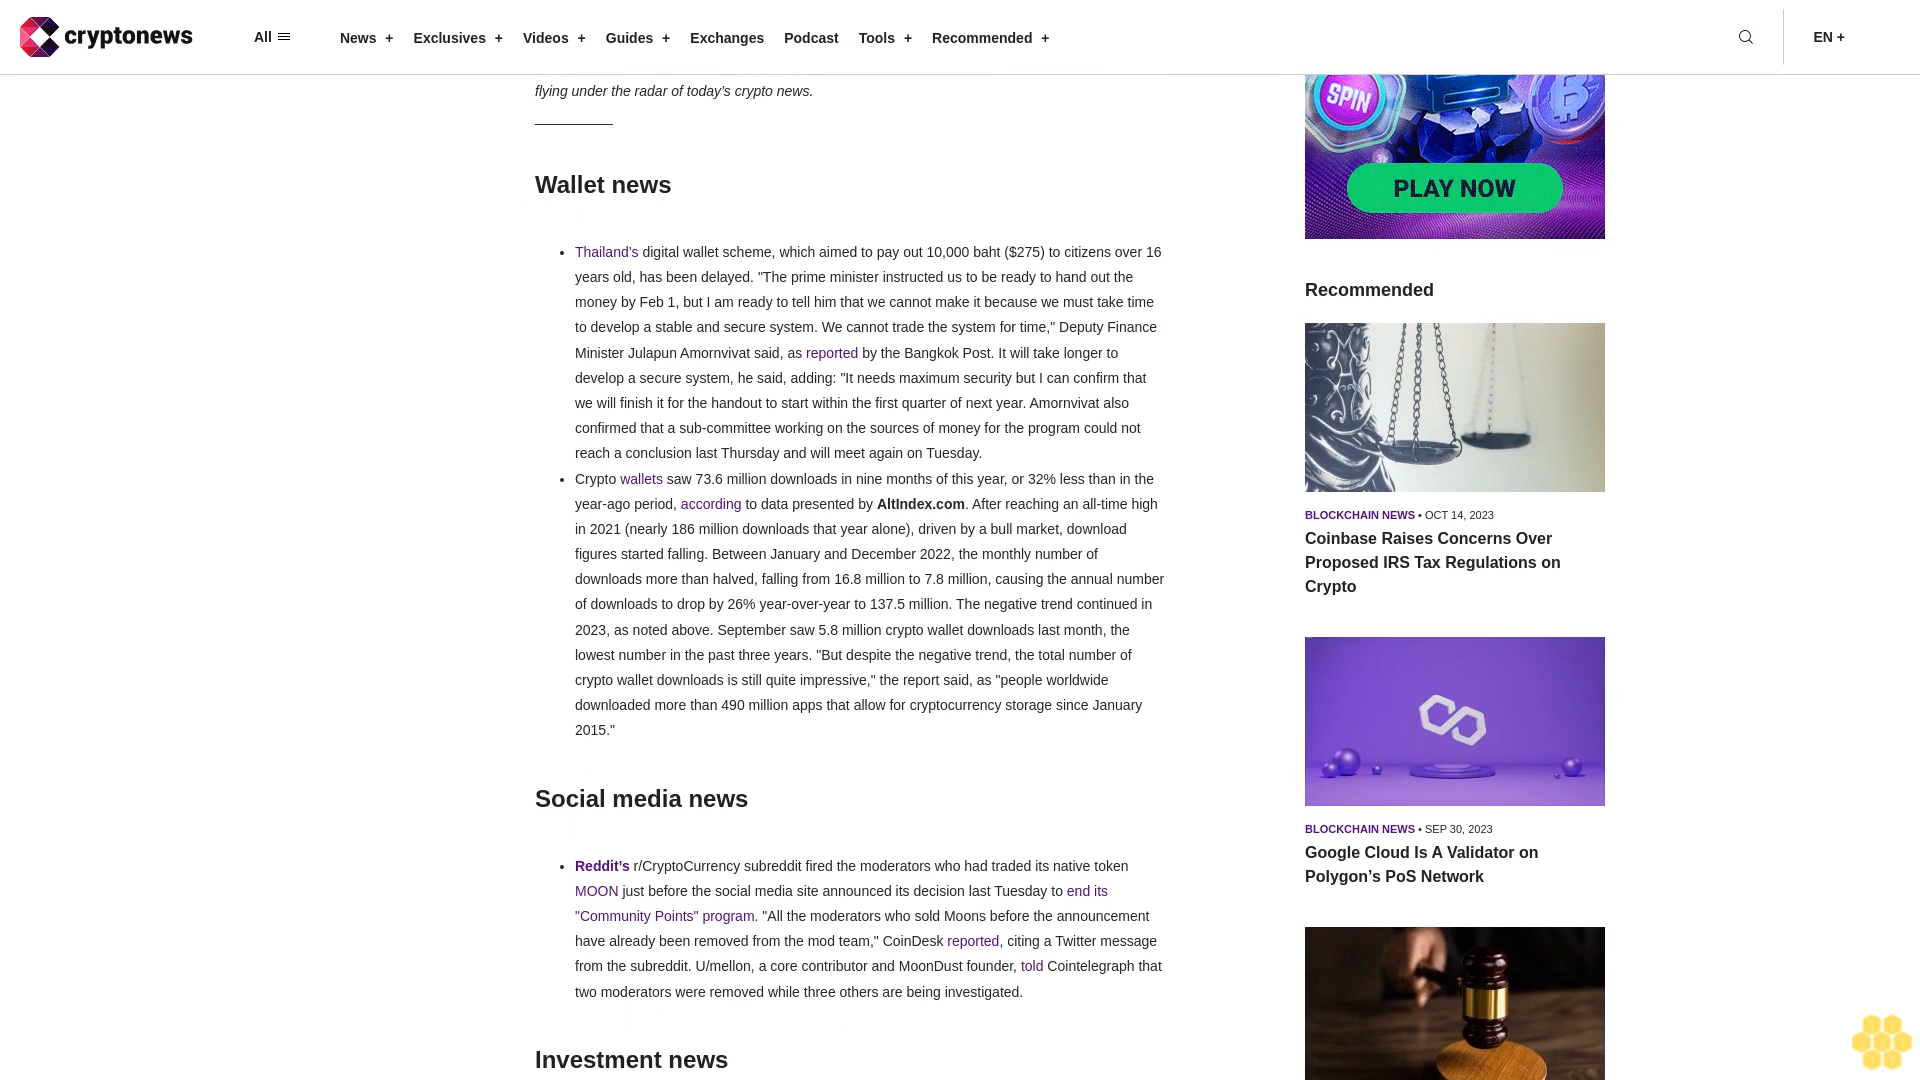 cryptonews
All
News +
Exclusives +
Videos +
Guides +
Exchanges
Podcast
Tools +
Recommended +
EN +
flying under the radar of today's crypto news.
Wallet news
Thailand’s digital wallet scheme, which aimed to pay out 10,000 baht ($275) to citizens over 16
years old, has been delayed. "The prime minister instructed us to be ready to hand out the
money by Feb 1, but I am ready to tell him that we cannot make it because we must take time
to develop a stable and secure system. We cannot trade the system for time," Deputy Finance
Minister Julapun Amornvivat said, as reported by the Bangkok Post. It will take longer to
develop a secure system, he said, adding: "It needs maximum security but I can confirm that
we will finish it for the handout to start within the first quarter of next year. Amornvivat also
confirmed that a sub-committee working on the sources of money for the program could not
reach a conclusion last Thursday and will meet again on Tuesday.
Crypto wallets saw 73.6 million downloads in nine months of this year, or 32% less than in the
year-ago period, according to data presented by AltIndex.com. After reaching an all-time high
in 2021 (nearly 186 million downloads that year alone), driven by a bull market, download
figures started falling. Between January and December 2022, the monthly number of
downloads more than halved, falling from 16.8 million to 7.8 million, causing the annual number
of downloads to drop by 26% year-over-year to 137.5 million. The negative trend continued in
2023, as noted above. September saw 5.8 million crypto wallet downloads last month, the
lowest number in the past three years. "But despite the negative trend, the total number of
crypto wallet downloads is still quite impressive," the report said, as "people worldwide
downloaded more than 490 million apps that allow for cryptocurrency storage since January
2015."
Social media news
Reddit’s r/CryptoCurrency subreddit fired the moderators who had traded its native token
MOON just before the social media site announced its decision last Tuesday to end its
"Community Points" program. "All the moderators who sold Moons before the announcement
have already been removed from the mod team," CoinDesk reported, citing a Twitter message
from the subreddit. U/mellon, a core contributor and MoonDust founder, told Cointelegraph that
two moderators were removed while three others are being investigated.
Investment news
SPIN
PLAY NOW
Recommended
BLOCKCHAIN NEWS • OCT 14, 2023
Coinbase Raises Concerns Over
Proposed IRS Tax Regulations on
Crypto
BLOCKCHAIN NEWS • SEP 30, 2023
Google Cloud Is A Validator on
Polygon’s PoS Network